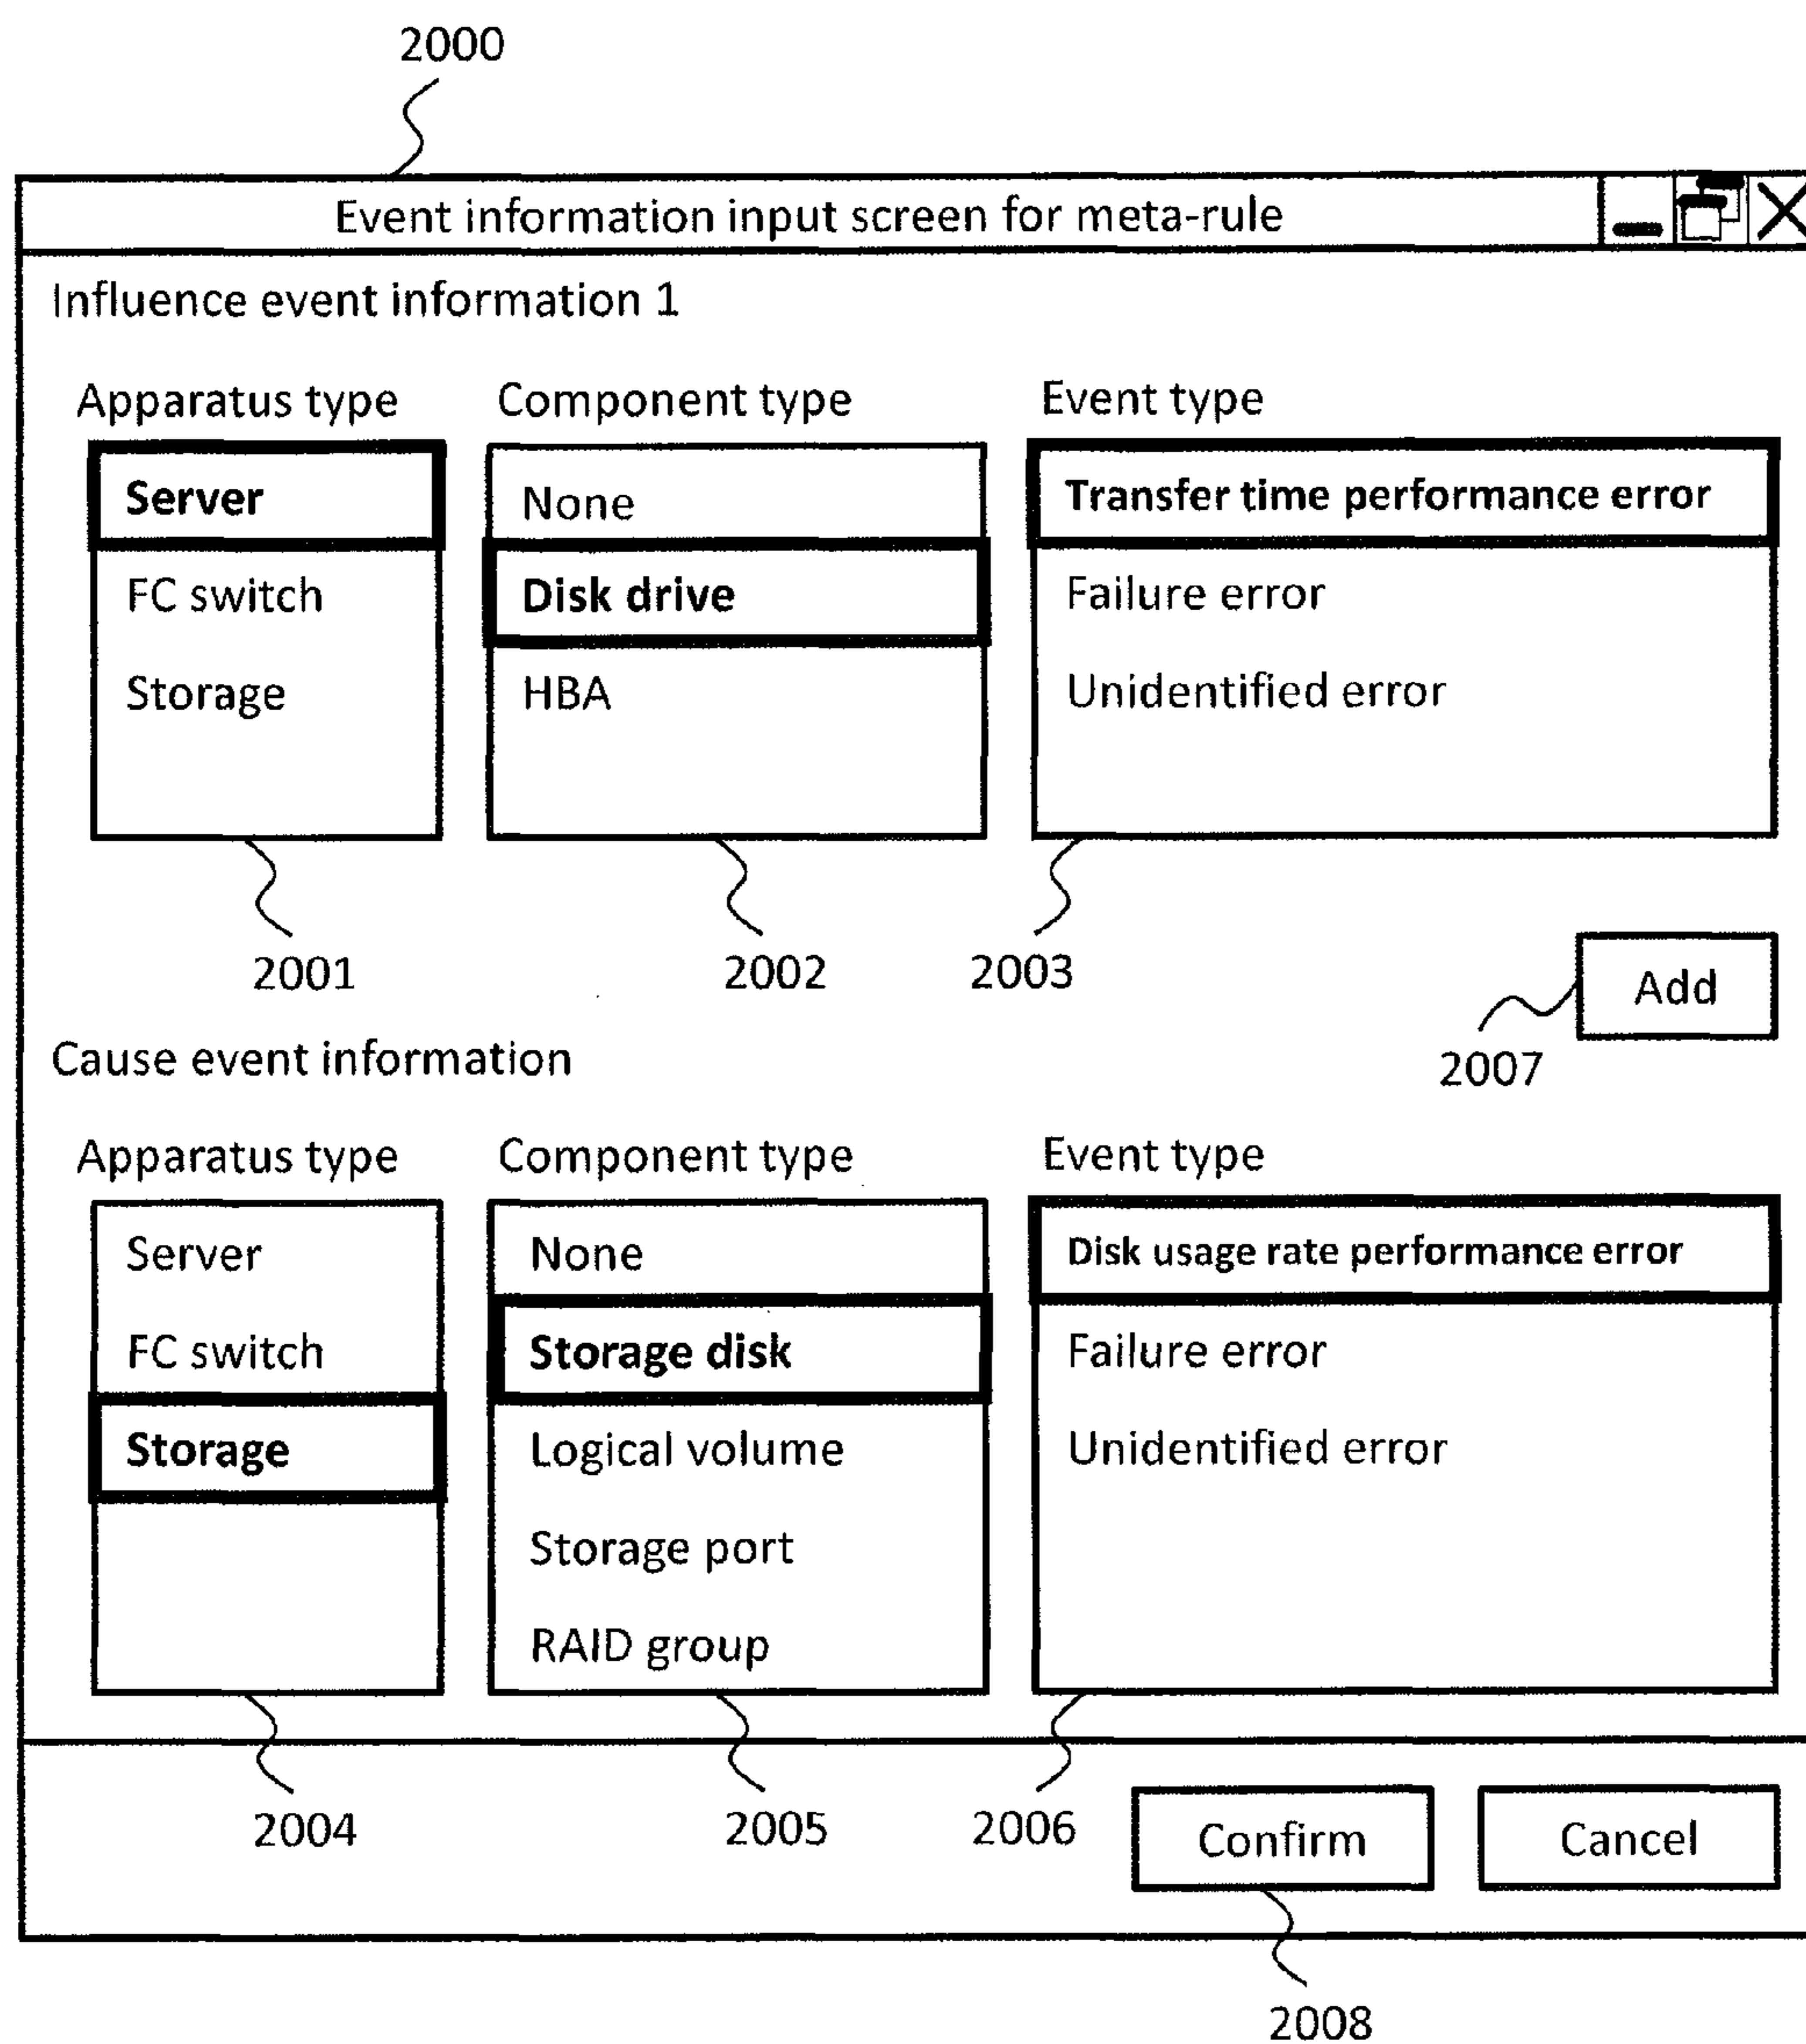 2000
Event information input screen for meta-rule
Influence event information 1
Apparatus type Component type Event type
Server None Transfer time performance error
FC switch Disk drive Failure error
Storage HBA Unidentified error
2001 2002 2003 Add
2007
Cause event information
Apparatus type Component type Event type
Server None Disk usage rate performance error
FC switch Storage disk Failure error
Storage Logical volume Unidentified error
Storage port
RAID group
2004 2005 2006 Confirm Cancel
2008